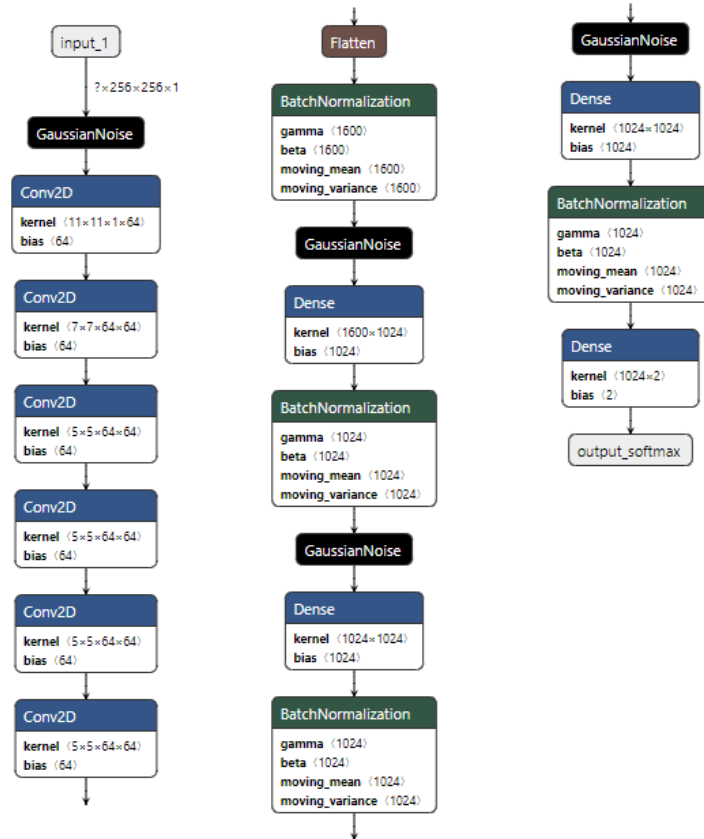 input_1
?×256×256×1
GaussianNoise
Conv2D
kernel ⟨11×11×1×64⟩
bias ⟨64⟩
Conv2D
kernel ⟨7×7×64×64⟩
bias ⟨64⟩
Conv2D
kernel ⟨5×5×64×64⟩
bias ⟨64⟩
Conv2D
kernel ⟨5×5×64×64⟩
bias ⟨64⟩
Conv2D
kernel ⟨5×5×64×64⟩
bias ⟨64⟩
Conv2D
kernel ⟨5×5×64×64⟩
bias ⟨64⟩
Flatten
BatchNormalization
gamma ⟨1600⟩
beta ⟨1600⟩
moving_mean ⟨1600⟩
moving_variance ⟨1600⟩
GaussianNoise
Dense
kernel ⟨1600×1024⟩
bias ⟨1024⟩
BatchNormalization
gamma ⟨1024⟩
beta ⟨1024⟩
moving_mean ⟨1024⟩
moving_variance ⟨1024⟩
GaussianNoise
Dense
kernel ⟨1024×1024⟩
bias ⟨1024⟩
BatchNormalization
gamma ⟨1024⟩
beta ⟨1024⟩
moving_mean ⟨1024⟩
moving_variance ⟨1024⟩
GaussianNoise
Dense
kernel ⟨1024×1024⟩
bias ⟨1024⟩
BatchNormalization
gamma ⟨1024⟩
beta ⟨1024⟩
moving_mean ⟨1024⟩
moving_variance ⟨1024⟩
Dense
kernel ⟨1024×2⟩
bias ⟨2⟩
output_softmax